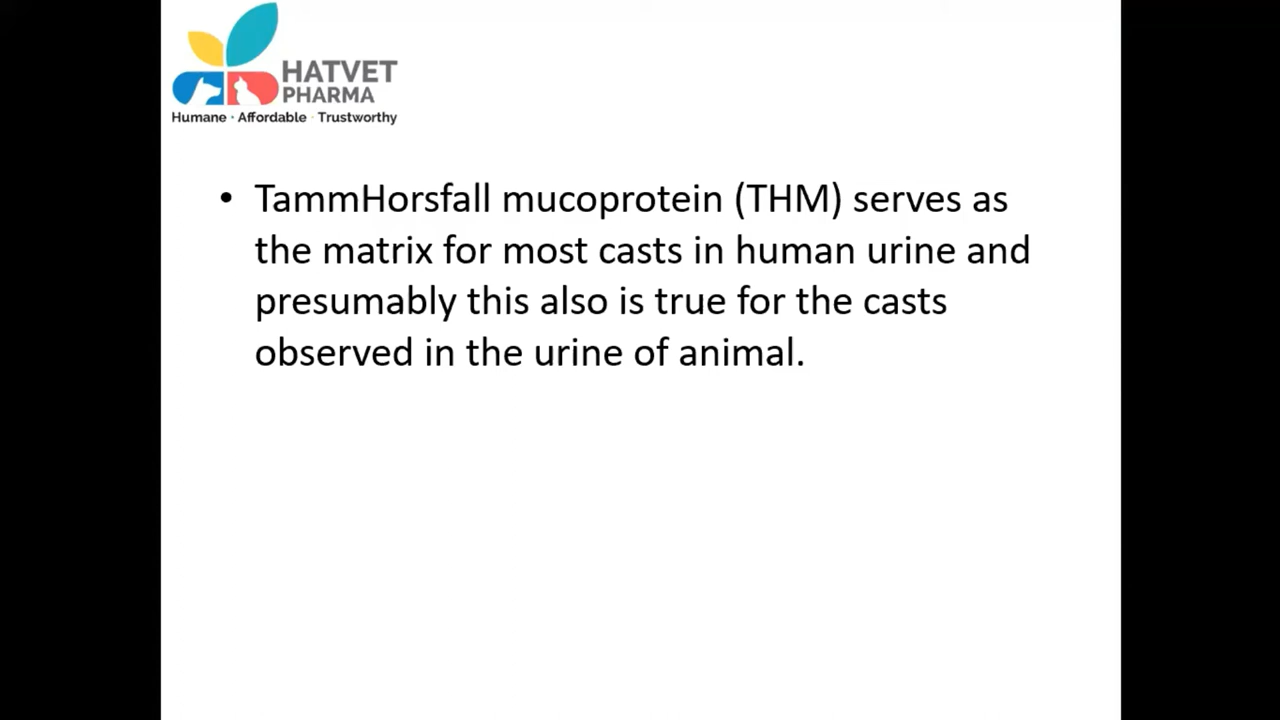 HATVET
PHARMA
Humane · Affordable · Trustworthy
• TammHorsfall mucoprotein (THM) serves as
the matrix for most casts in human urine and
presumably this also is true for the casts
observed in the urine of animal.